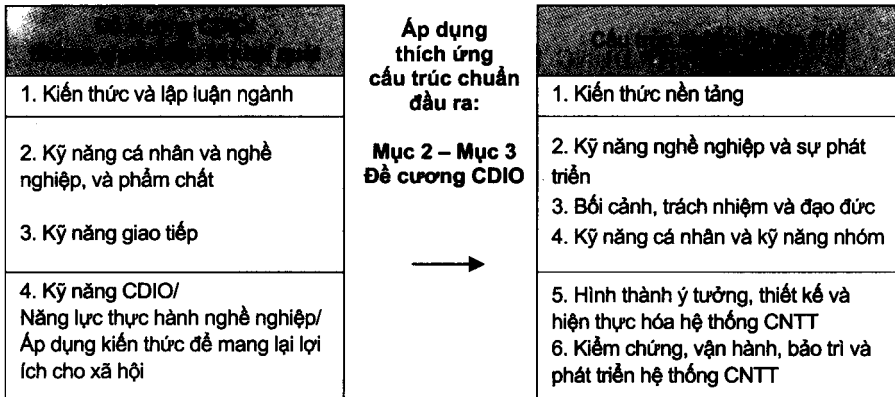 1. Kiến thức và lập luận ngành
2. Kỹ năng cá nhân và nghề
nghiệp, và phẩm chất
3. Kỹ năng giao tiếp
4. Kỹ năng CDIO/
Năng lực thực hành nghề nghiệp/
Áp dụng kiến thức để mang lại lợi
ích cho xã hội
Áp dụng
thích ứng
cấu trúc chuẩn
đầu ra:
Mục 2 – Mục 3
Đề cương CDIO
1. Kiến thức nền tảng
2. Kỹ năng nghề nghiệp và sự phát
triển
3. Bối cảnh, trách nhiệm và đạo đức
4. Kỹ năng cá nhân và kỹ năng nhóm
5. Hình thành ý tưởng, thiết kế và
hiện thực hóa hệ thống CNTT
6. Kiểm chứng, vận hành, bảo trì và
phát triển hệ thống CNTT